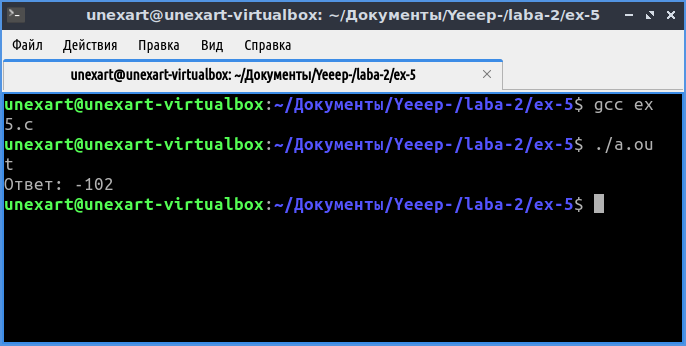 unexart@unexart-virtualbox: ~/Документы/Yeeep-/laba-2/ex-5
Файл Действия Правка Вид Справка
unexart@unexart-virtualbox: ~/Документы/Yeeep-/laba-2/ex-5
unexart@unexart-virtualbox:~/Документы/Yeeep-/laba-2/ex-5$ gcc ex
5.c
unexart@unexart-virtualbox:~/Документы/Yeeep-/laba-2/ex-5$ ./a.ou
t
Ответ: -102
unexart@unexart-virtualbox:~/Документы/Yeeep-/laba-2/ex-5$